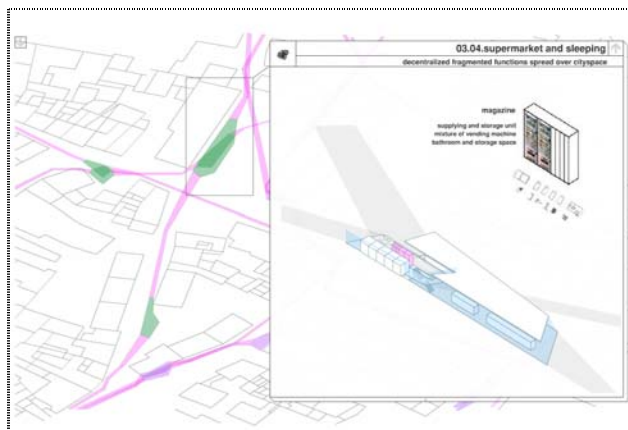 03.04.supermarket and sleeping
decentralized fragmented functions spread over cityspace
magazine
supplying and storage unit
mixture of vending machine
bathroom and storage space